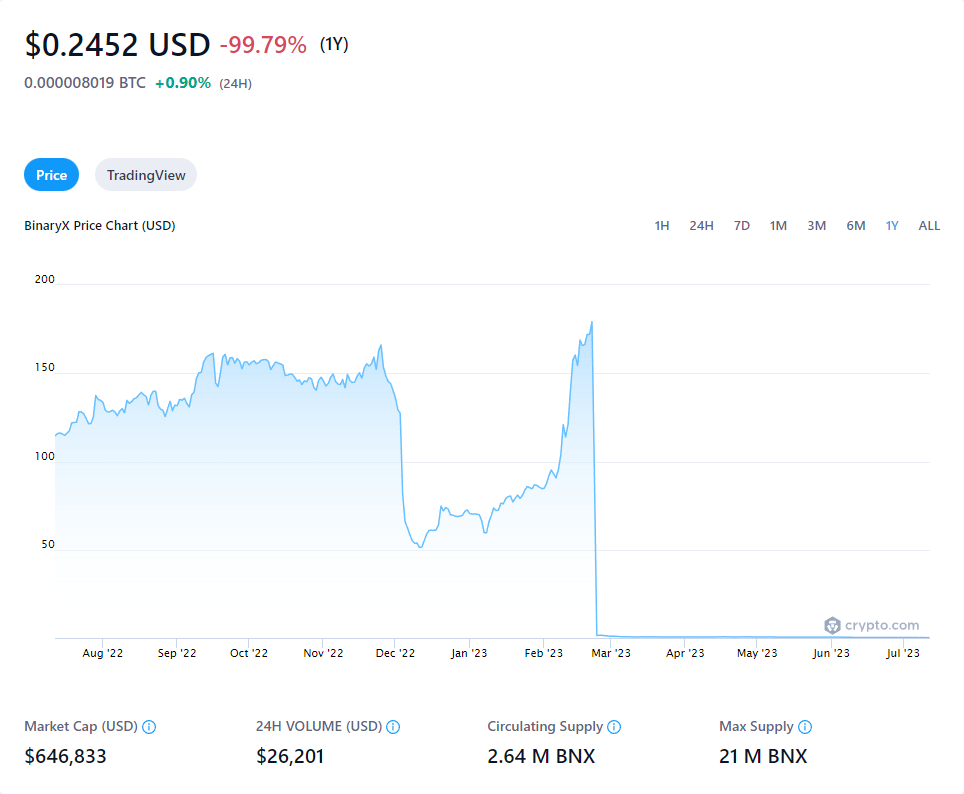 $0.2452 USD -99.79% (1Y)
0.000008019 BTC +0.90% (24H)
Price TradingView
BinaryX Price Chart (USD)
1H 24H 7D 1M 3M 6M 1Y ALL
200
150
100
50
crypto.com
Aug '22 Sep '22 Oct '22 Nov '22 Dec '22 Jan '23 Feb '23 Mar '23 Apr '23 May '23 Jun '23 Jul '23
Market Cap (USD) 24H VOLUME (USD) Circulating Supply Max Supply
$646,833 $26,201 2.64 M BNX 21 M BNX